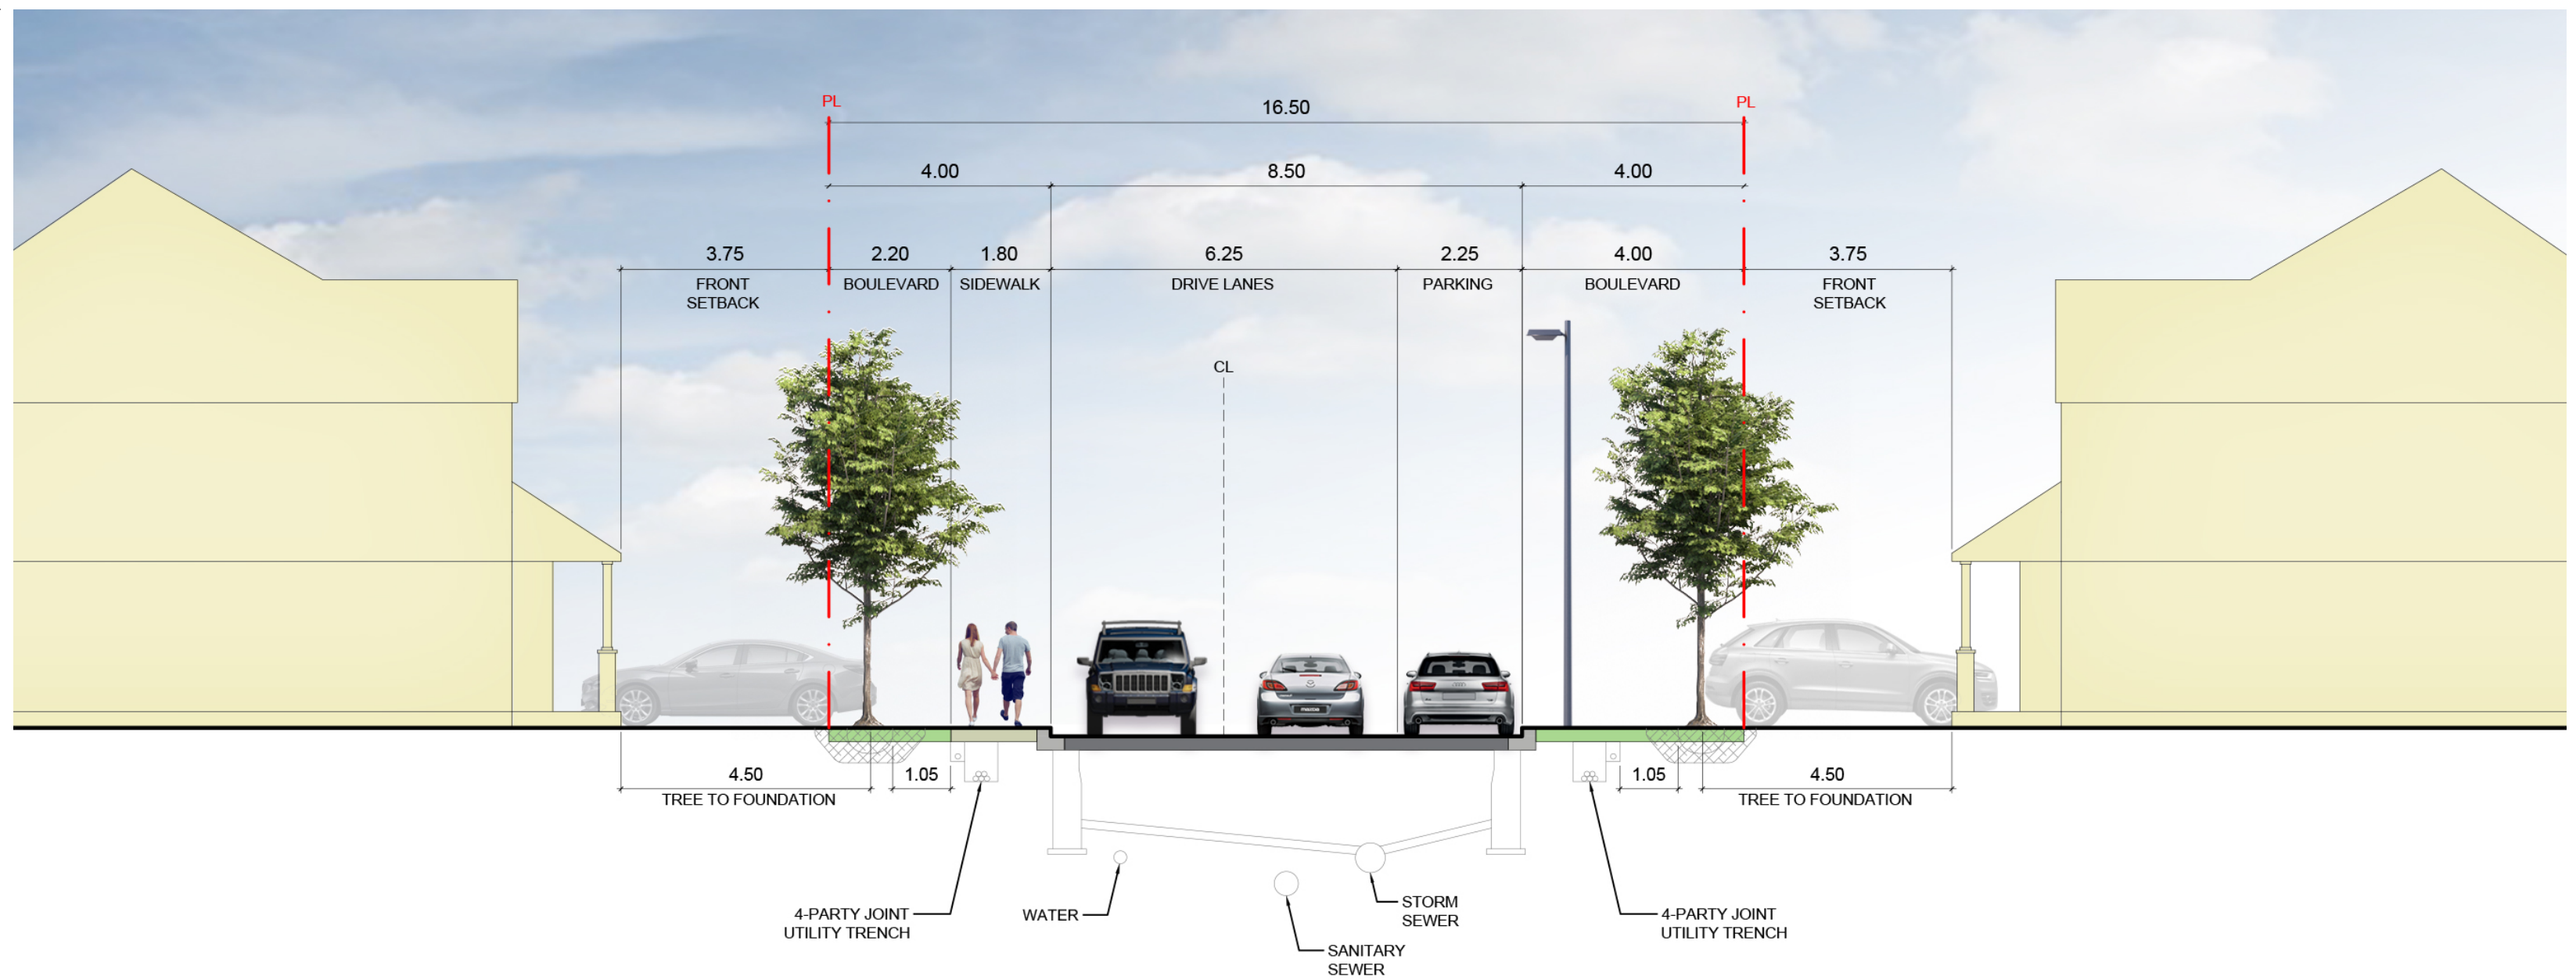 PL
PL
16.50
4.00
8.50
4.00
3.75
2.20
1.80
6.25
2.25
4.00
3.75
FRONT
SETBACK
BOULEVARD
SIDEWALK
DRIVE LANES
PARKING
BOULEVARD
FRONT
SETBACK
CL
4.50
1.05
1.05
4.50
TREE TO FOUNDATION
TREE TO FOUNDATION
4-PARTY JOINT
UTILITY TRENCH
WATER
SANITARY
SEWER
STORM
SEWER
4-PARTY JOINT
UTILITY TRENCH